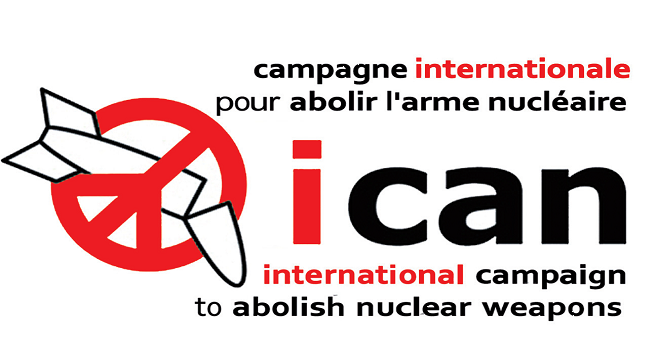 campagne internationale
pour abolir l'arme nucléaire
ican
international campaign
to abolish nuclear weapons